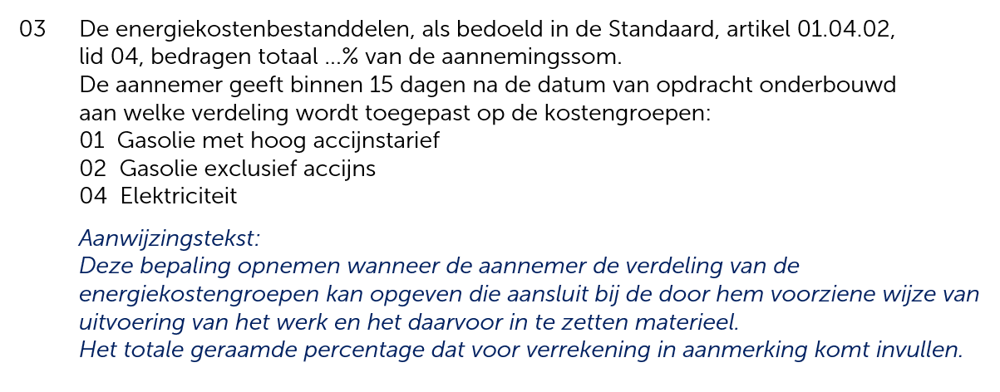 03 De energiekostenbestanddelen, als bedoeld in de Standaard, artikel 01.04.02,
lid 04, bedragen totaal ...% van de aannemingssom.
De aannemer geeft binnen 15 dagen na de datum van opdracht onderbouwd
aan welke verdeling wordt toegepast op de kostengroepen:
01 Gasolie met hoog accijnstarief
02 Gasolie exclusief accijns
04 Elektriciteit
Aanwijzingstekst:
Deze bepaling opnemen wanneer de aannemer de verdeling van de
energiekostengroepen kan opgeven die aansluit bij de door hem voorziene wijze van
uitvoering van het werk en het daarvoor in te zetten materieel.
Het totale geraamde percentage dat voor verrekening in aanmerking komt invullen.